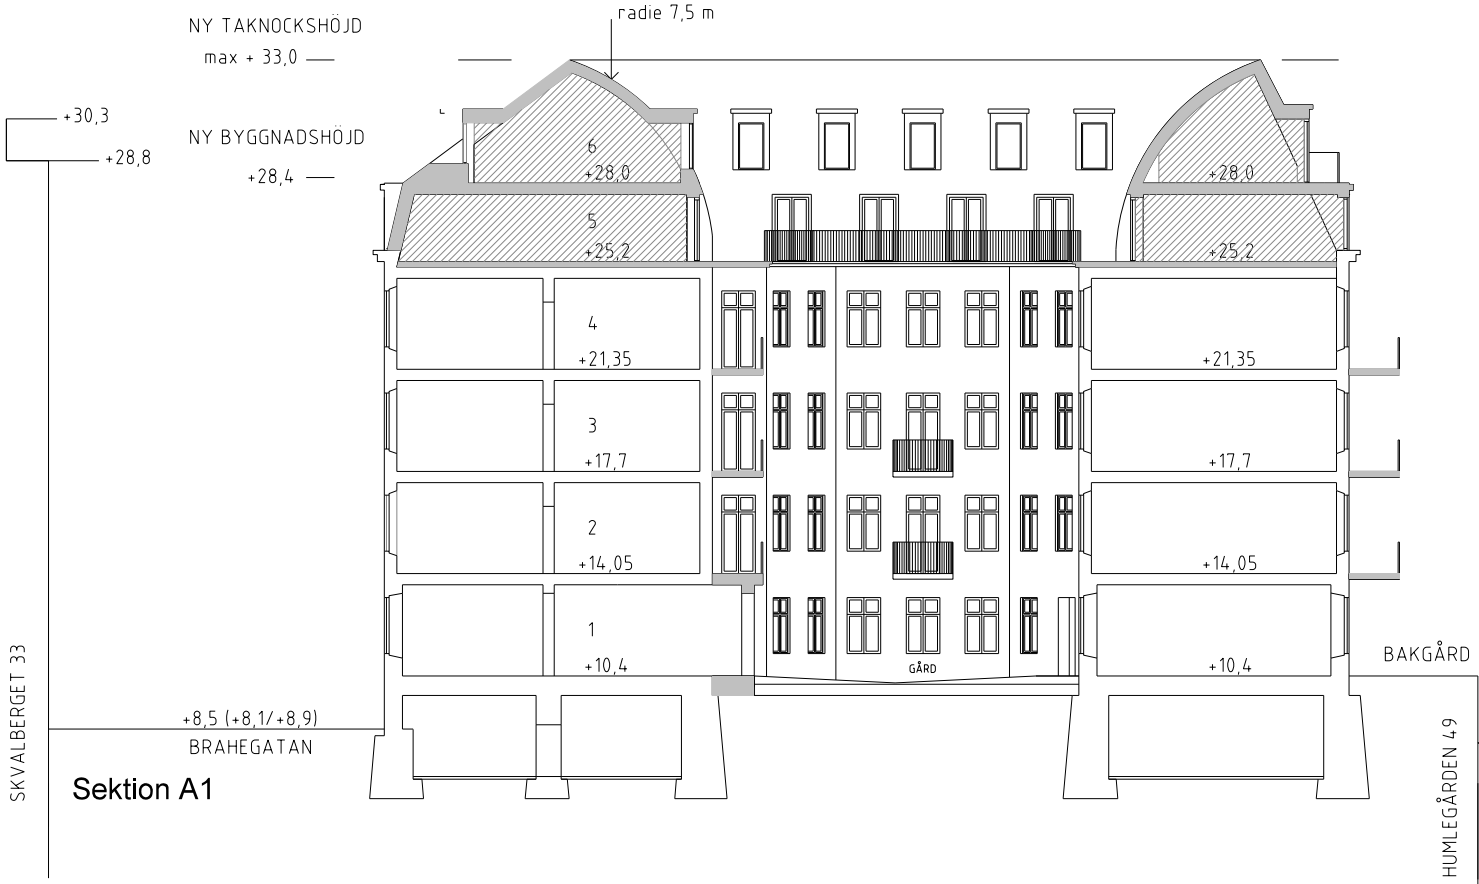 radie 7,5 m
NY TAKNOCKSHÖJD
max + 33,0
+30,3
NY BYGGNADSHÖJD
+28,8
+28,4
6
+28,0
+28,0
5
+25,2
+25,2
4
+21,35
+21,35
3
+17,7
+17,7
2
+14,05
+14,05
1
+10,4
GÅRD
+10,4
BAKGÅRD
SKVALBERGET 33
+8,5 (+8,1/+8,9)
BRAHEGATAN
Sektion A1
HUMLEGÅRDEN 49